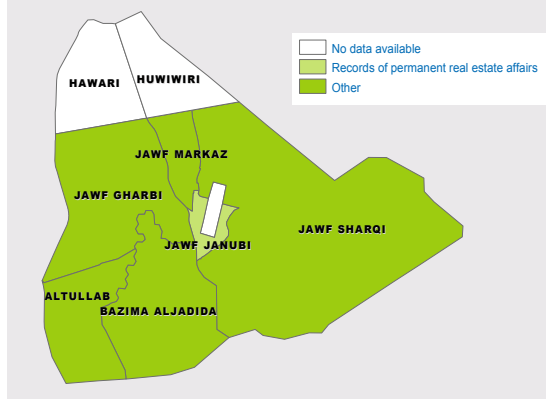 No data available
Records of permanent real estate affairs
Other
HAWARI
HUWIWIRI
JAWF MARKAZ
JAWF GHARBI
JAWF SHARQI
JAWF JANUBI
ALTULLAB
BAZIMA ALJADIDA